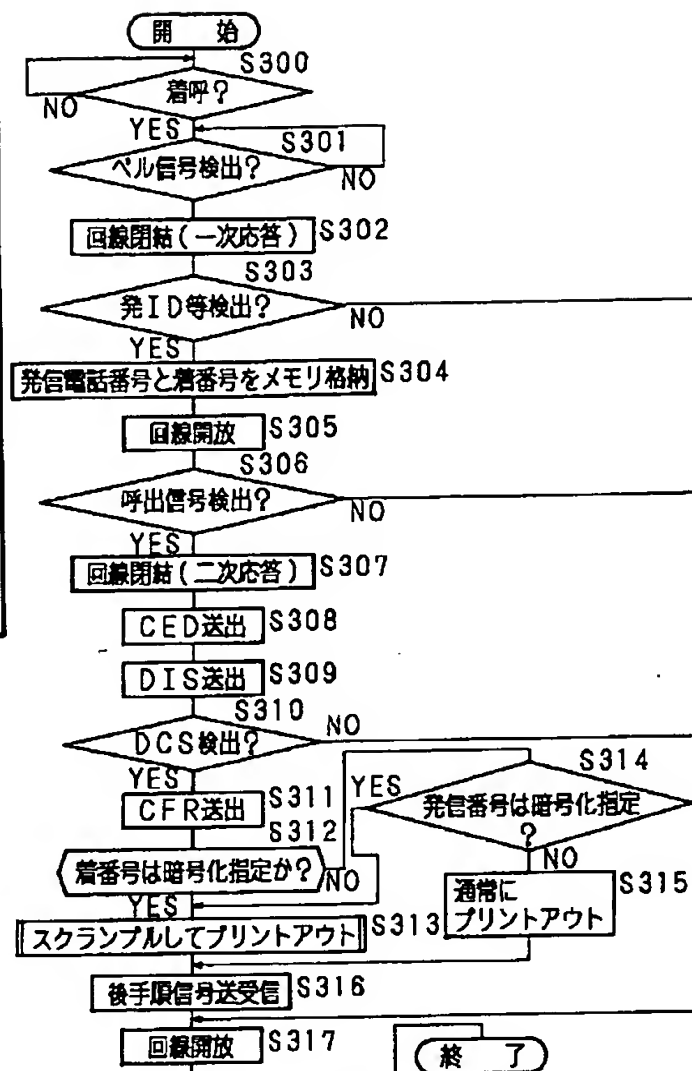 開 始
S300
着呼?
NO
YES
S301
ベル信号検出?
NO
回線閉結(一次応答) S302
S303
発ID等検出?
NO
YES
発信電話番号と着番号をメモリ格納 S304
回線開放 S305
S306
呼出信号検出?
NO
YES
回線閉結(二次応答) S307
CED送出 S308
DIS送出 S309
S310
DCS検出?
NO
YES
CFR送出 S311
S312
着番号は暗号化指定か?
NO
YES
S314
発信番号は暗号化指定
?
YES
NO
通常に
プリントアウト
S315
スクランブルしてプリントアウト S313
後手順信号送受信 S316
回線開放 S317
終 了